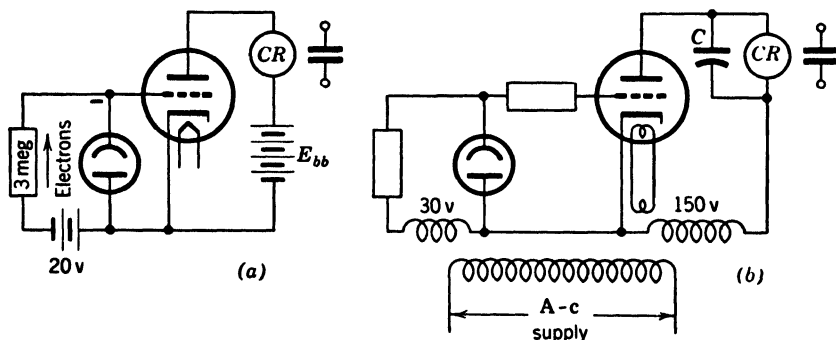 CR
3 meg
Electrons
−
E_bb
20 v
(a)
C
CR
30 v
150 v
(b)
A-c
supply